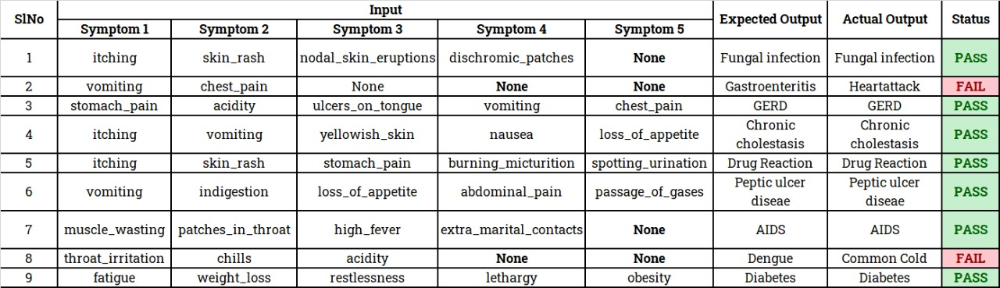 SlNo Input Expected Output Actual Output Status
Symptom 1 Symptom 2 Symptom 3 Symptom 4 Symptom 5
1 itching skin_rash nodal_skin_eruptions dischromic_patches None Fungal infection Fungal infection PASS
2 vomiting chest_pain None None None Gastroenteritis Heartattack FAIL
3 stomach_pain acidity ulcers_on_tongue vomiting chest_pain GERD GERD PASS
4 itching vomiting yellowish_skin nausea loss_of_appetite Chronic cholestasis Chronic cholestasis PASS
5 itching skin_rash stomach_pain burning_micturition spotting_urination Drug Reaction Drug Reaction PASS
6 vomiting indigestion loss_of_appetite abdominal_pain passage_of_gases Peptic ulcer diseae Peptic ulcer diseae PASS
7 muscle_wasting patches_in_throat high_fever extra_marital_contacts None AIDS AIDS PASS
8 throat_irritation chills acidity None None Dengue Common Cold FAIL
9 fatigue weight_loss restlessness lethargy obesity Diabetes Diabetes PASS